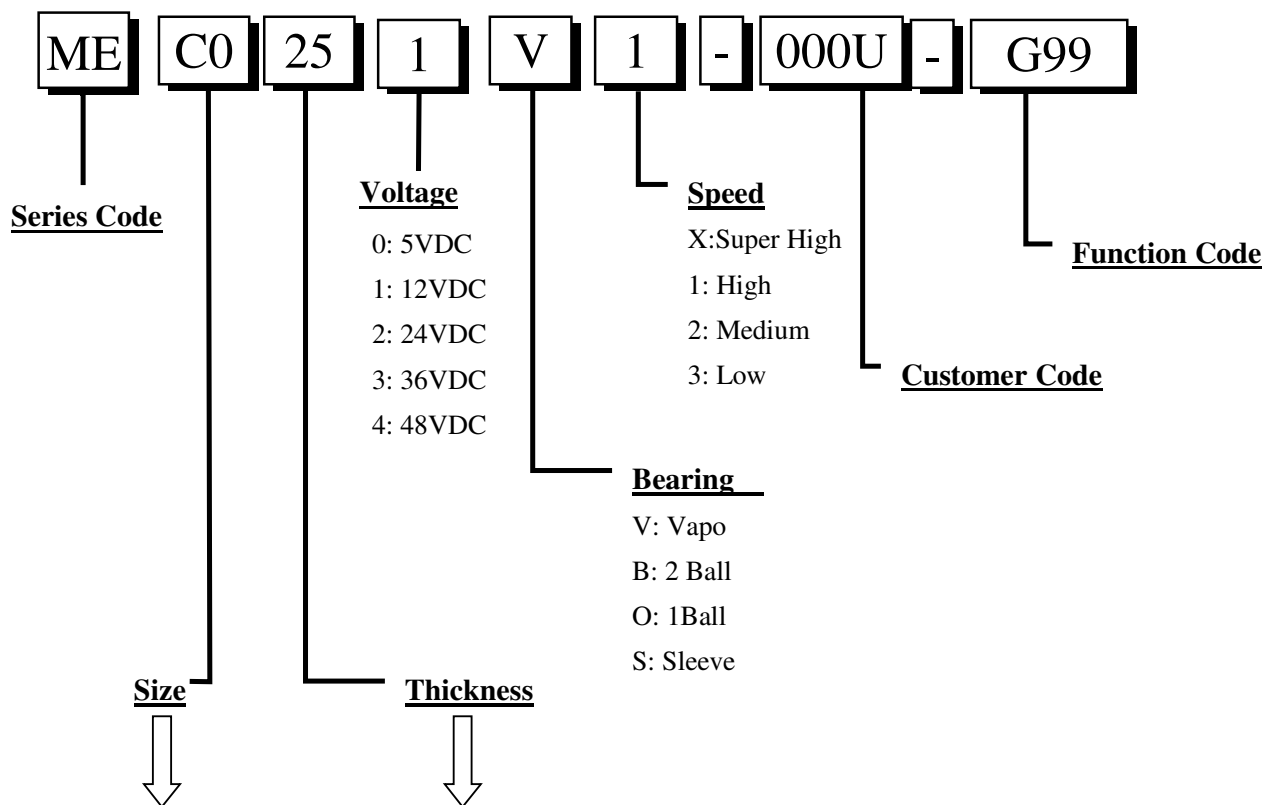 ME C0 25 1 V 1 - 000U - G99
Series Code
Voltage
0: 5VDC
1: 12VDC
2: 24VDC
3: 36VDC
4: 48VDC
Speed
X:Super High
1: High
2: Medium
3: Low
Function Code
Customer Code
Bearing
V: Vapo
B: 2 Ball
O: 1Ball
S: Sleeve
Size
Thickness